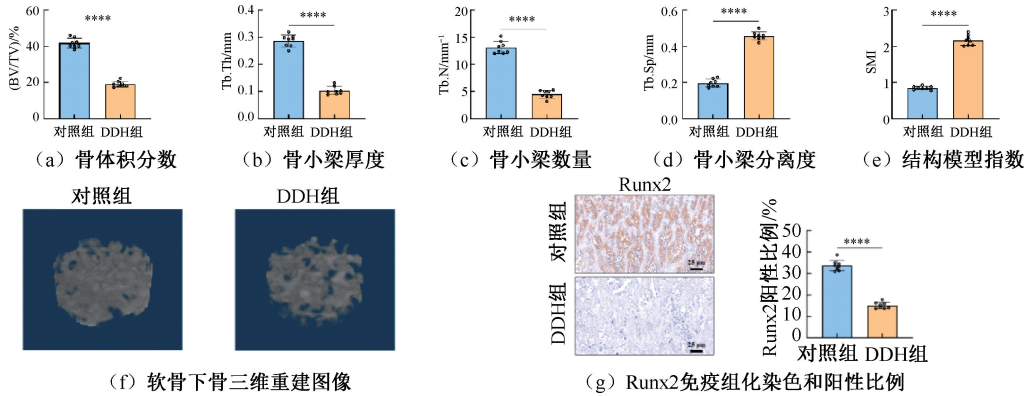 (BV/TV)/%
60
40
20
0
****
对照组 DDH组
(a) 骨体积分数
Tb.Th/mm
0.4
0.3
0.2
0.1
0.0
****
对照组 DDH组
(b) 骨小梁厚度
Tb.N/mm⁻¹
20
15
10
5
0
****
对照组 DDH组
(c) 骨小梁数量
Tb.Sp/mm
0.6
0.4
0.2
0.0
****
对照组 DDH组
(d) 骨小梁分离度
SMI
3
2
1
0
****
对照组 DDH组
(e) 结构模型指数
对照组 DDH组
(f) 软骨下骨三维重建图像
Runx2
对照组
25 μm
DDH组
25 μm
Runx2阳性比例/%
50
40
30
20
10
0
****
对照组 DDH组
(g) Runx2免疫组化染色和阳性比例